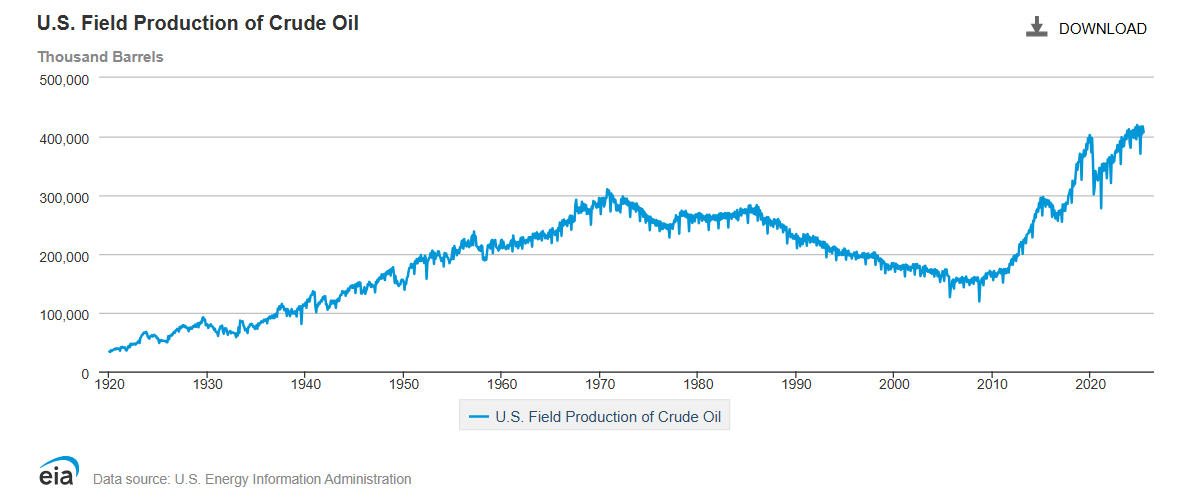 U.S. Field Production of Crude Oil
DOWNLOAD
Thousand Barrels
500,000
400,000
300,000
200,000
100,000
0
1920 1930 1940 1950 1960 1970 1980 1990 2000 2010 2020
U.S. Field Production of Crude Oil
eia Data source: U.S. Energy Information Administration